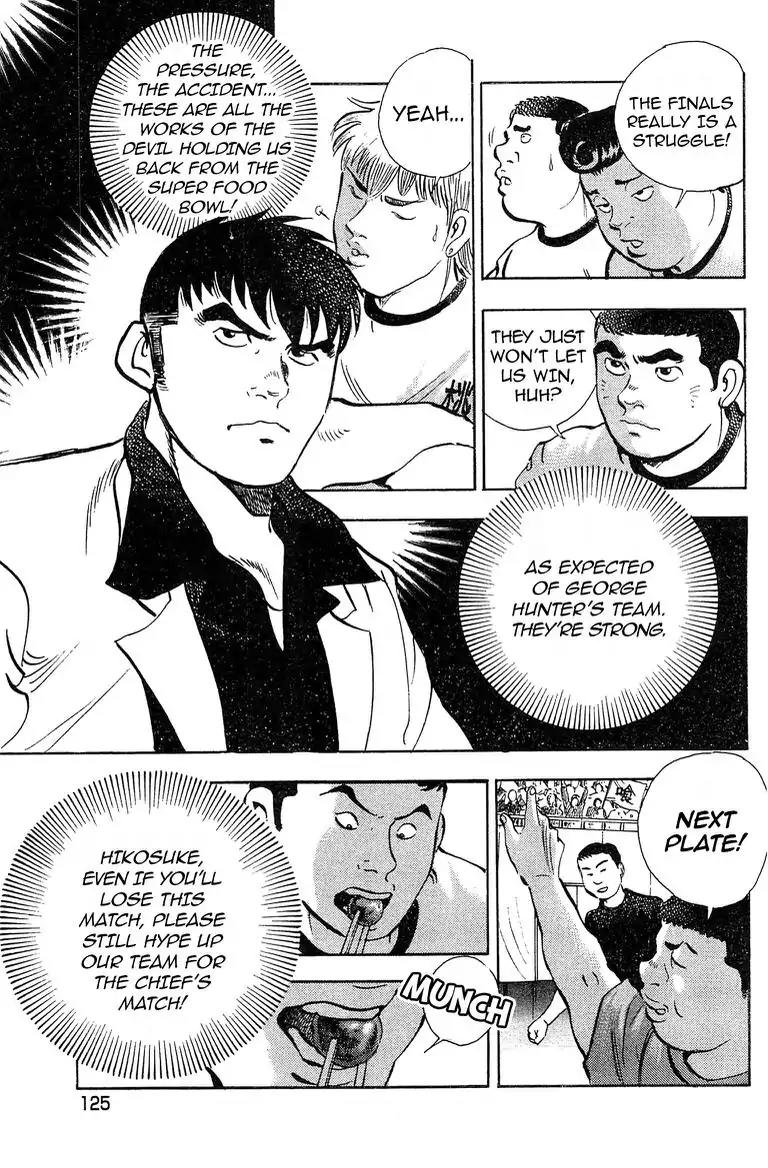 THE FINALS
REALLY IS A
STRUGGLE!
YEAH...
THE
PRESSURE,
THE ACCIDENT...
THESE ARE ALL THE
WORKS OF THE
DEVIL HOLDING US
BACK FROM THE
SUPER FOOD
BOWL!
THEY JUST
WON'T LET
US WIN,
HUH?
AS EXPECTED
OF GEORGE
HUNTER'S TEAM.
THEY'RE STRONG.
NEXT
PLATE!
HIKOSUKE,
EVEN IF YOU'LL
LOSE THIS
MATCH, PLEASE
STILL HYPE UP
OUR TEAM FOR
THE CHIEF'S
MATCH!
MUNCH
125